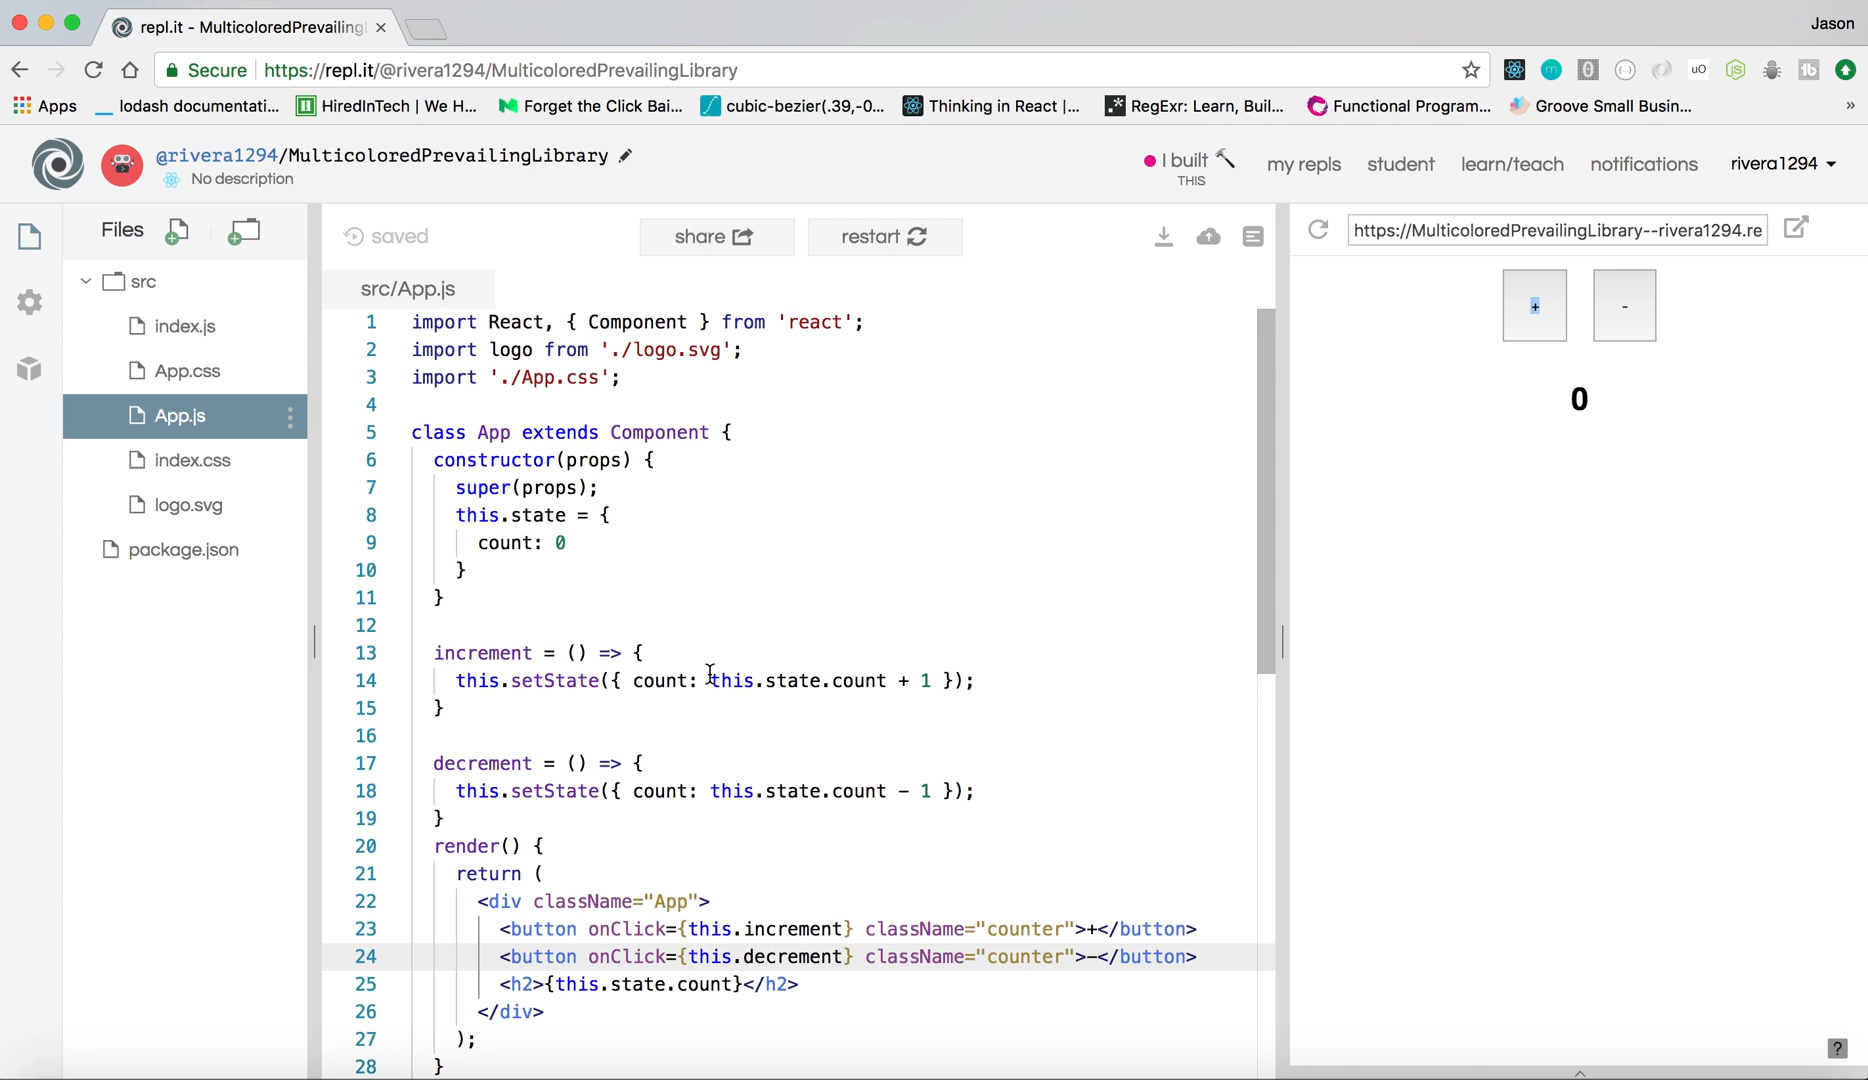 repl.it - MulticoloredPrevailing
Jason
Secure https://repl.it/@rivera1294/MulticoloredPrevailingLibrary
Apps lodash documentati... HiredInTech | We H... Forget the Click Bai... cubic-bezier(.39,-0... Thinking in React |... RegExr: Learn, Buil... Functional Program... Groove Small Busin... »
@rivera1294/MulticoloredPrevailingLibrary
No description
I built
THIS
my repls student learn/teach notifications rivera1294
Files
src
index.js
App.css
App.js
index.css
logo.svg
package.json
saved share restart
src/App.js
1 import React, { Component } from 'react';
2 import logo from './logo.svg';
3 import './App.css';
4
5 class App extends Component {
6 constructor(props) {
7 super(props);
8 this.state = {
9 count: 0
10 }
11 }
12
13 increment = () => {
14 this.setState({ count: this.state.count + 1 });
15 }
16
17 decrement = () => {
18 this.setState({ count: this.state.count - 1 });
19 }
20 render() {
21 return (
22 <div className="App">
23 <button onClick={this.increment} className="counter">+</button>
24 <button onClick={this.decrement} className="counter">-</button>
25 <h2>{this.state.count}</h2>
26 </div>
27 );
28 }
https://MulticoloredPrevailingLibrary--rivera1294.re
+ -
0
?